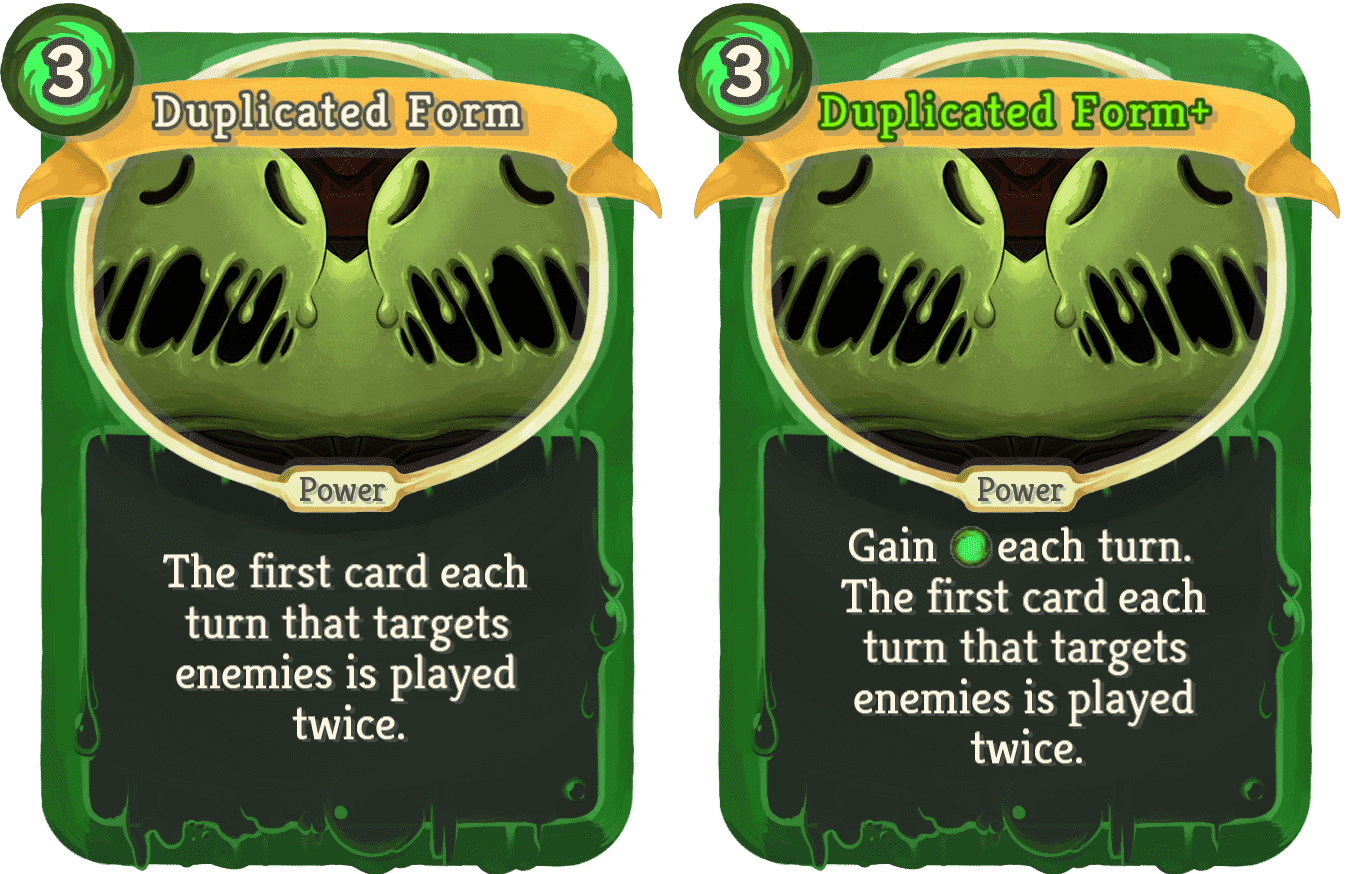 3
Duplicated Form
Power
The first card each
turn that targets
enemies is played
twice.
3
Duplicated Form+
Power
Gain each turn.
The first card each
turn that targets
enemies is played
twice.